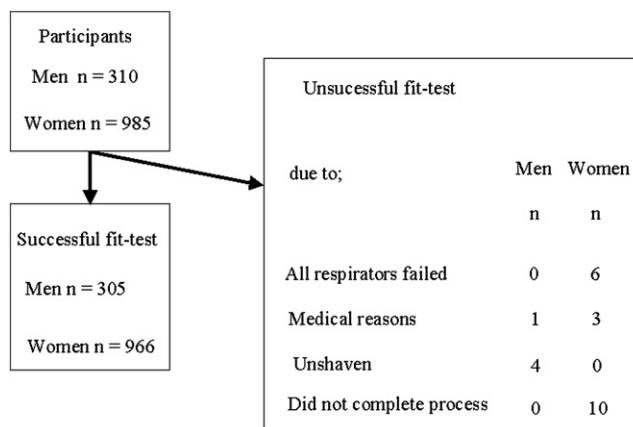 Participants
Men n = 310
Women n = 985
Successful fit-test
Men n = 305
Women n = 966
Unsucessful fit-test
due to; Men Women
n n
All respirators failed 0 6
Medical reasons 1 3
Unshaven 4 0
Did not complete process 0 10